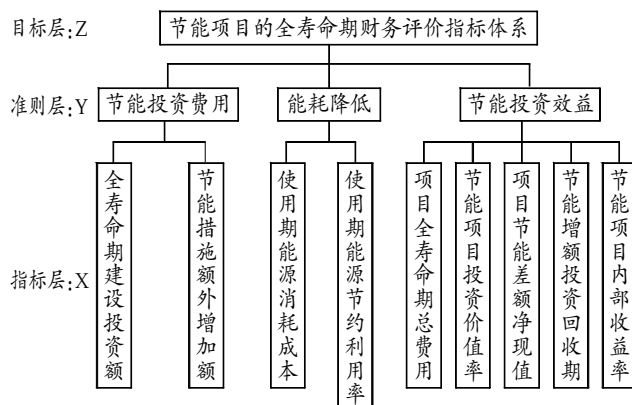 目标层:Z
节能项目的全寿命期财务评价指标体系
准则层:Y
节能投资费用
能耗降低
节能投资效益
指标层:X
全寿命期建设投资额
节能措施额外增加额
使用期能源消耗成本
使用期能源节约利用率
项目全寿命期总费用
节能项目投资价值率
项目节能差额净现值
节能增额投资回收期
节能项目内部收益率